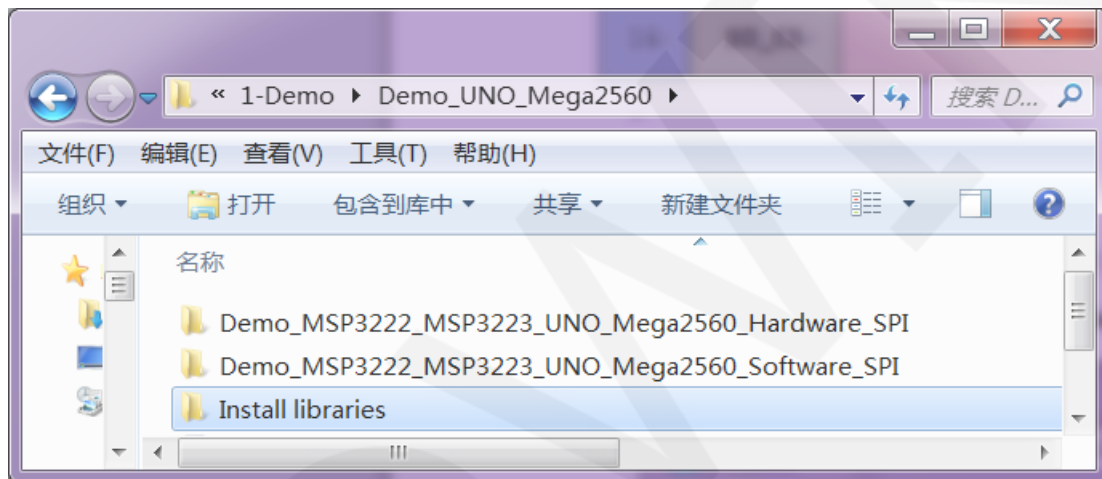 « 1-Demo ▸ Demo_UNO_Mega2560 ▸ 搜索 D...
文件(F) 编辑(E) 查看(V) 工具(T) 帮助(H)
组织 打开 包含到库中 共享 新建文件夹
名称
Demo_MSP3222_MSP3223_UNO_Mega2560_Hardware_SPI
Demo_MSP3222_MSP3223_UNO_Mega2560_Software_SPI
Install libraries